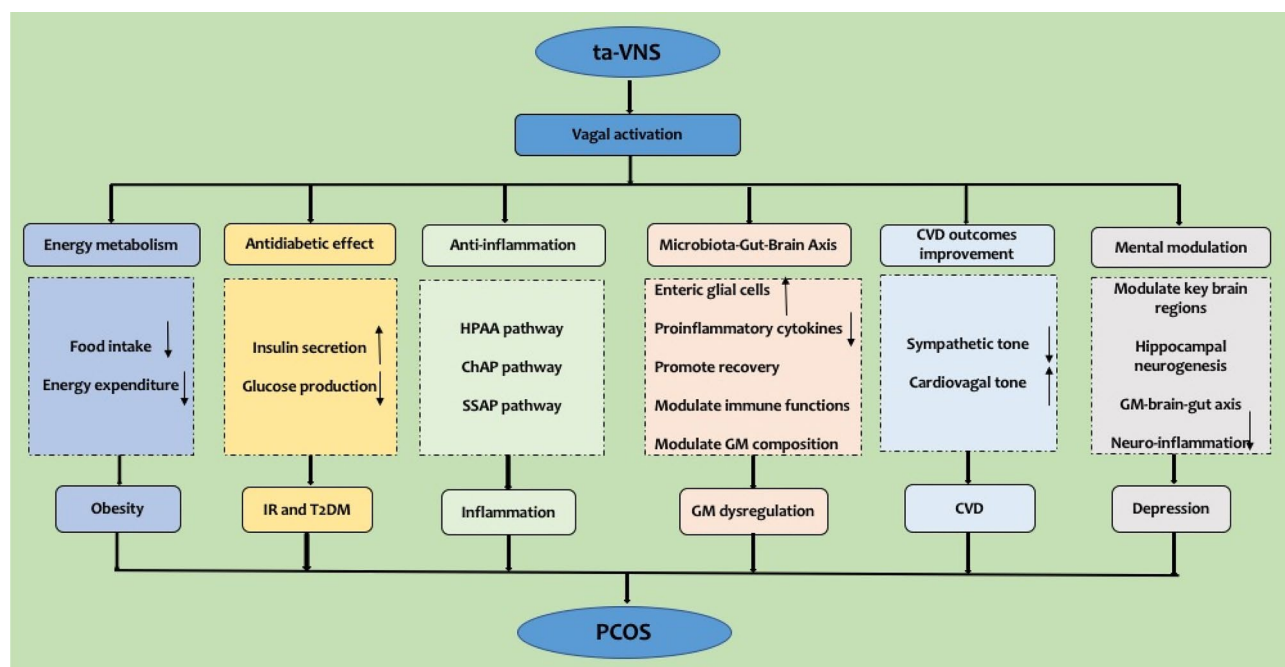 ta-VNS
Vagal activation
Energy metabolism
Antidiabetic effect
Anti-inflammation
Microbiota-Gut-Brain Axis
CVD outcomes
improvement
Mental modulation
Food intake
Energy expenditure
Insulin secretion
Glucose production
HPAA pathway
ChAP pathway
SSAP pathway
Enteric glial cells
Proinflammatory cytokines
Promote recovery
Modulate immune functions
Modulate GM composition
Sympathetic tone
Cardiovagal tone
Modulate key brain
regions
Hippocampal
neurogenesis
GM-brain-gut axis
Neuro-inflammation
Obesity
IR and T2DM
Inflammation
GM dysregulation
CVD
Depression
PCOS